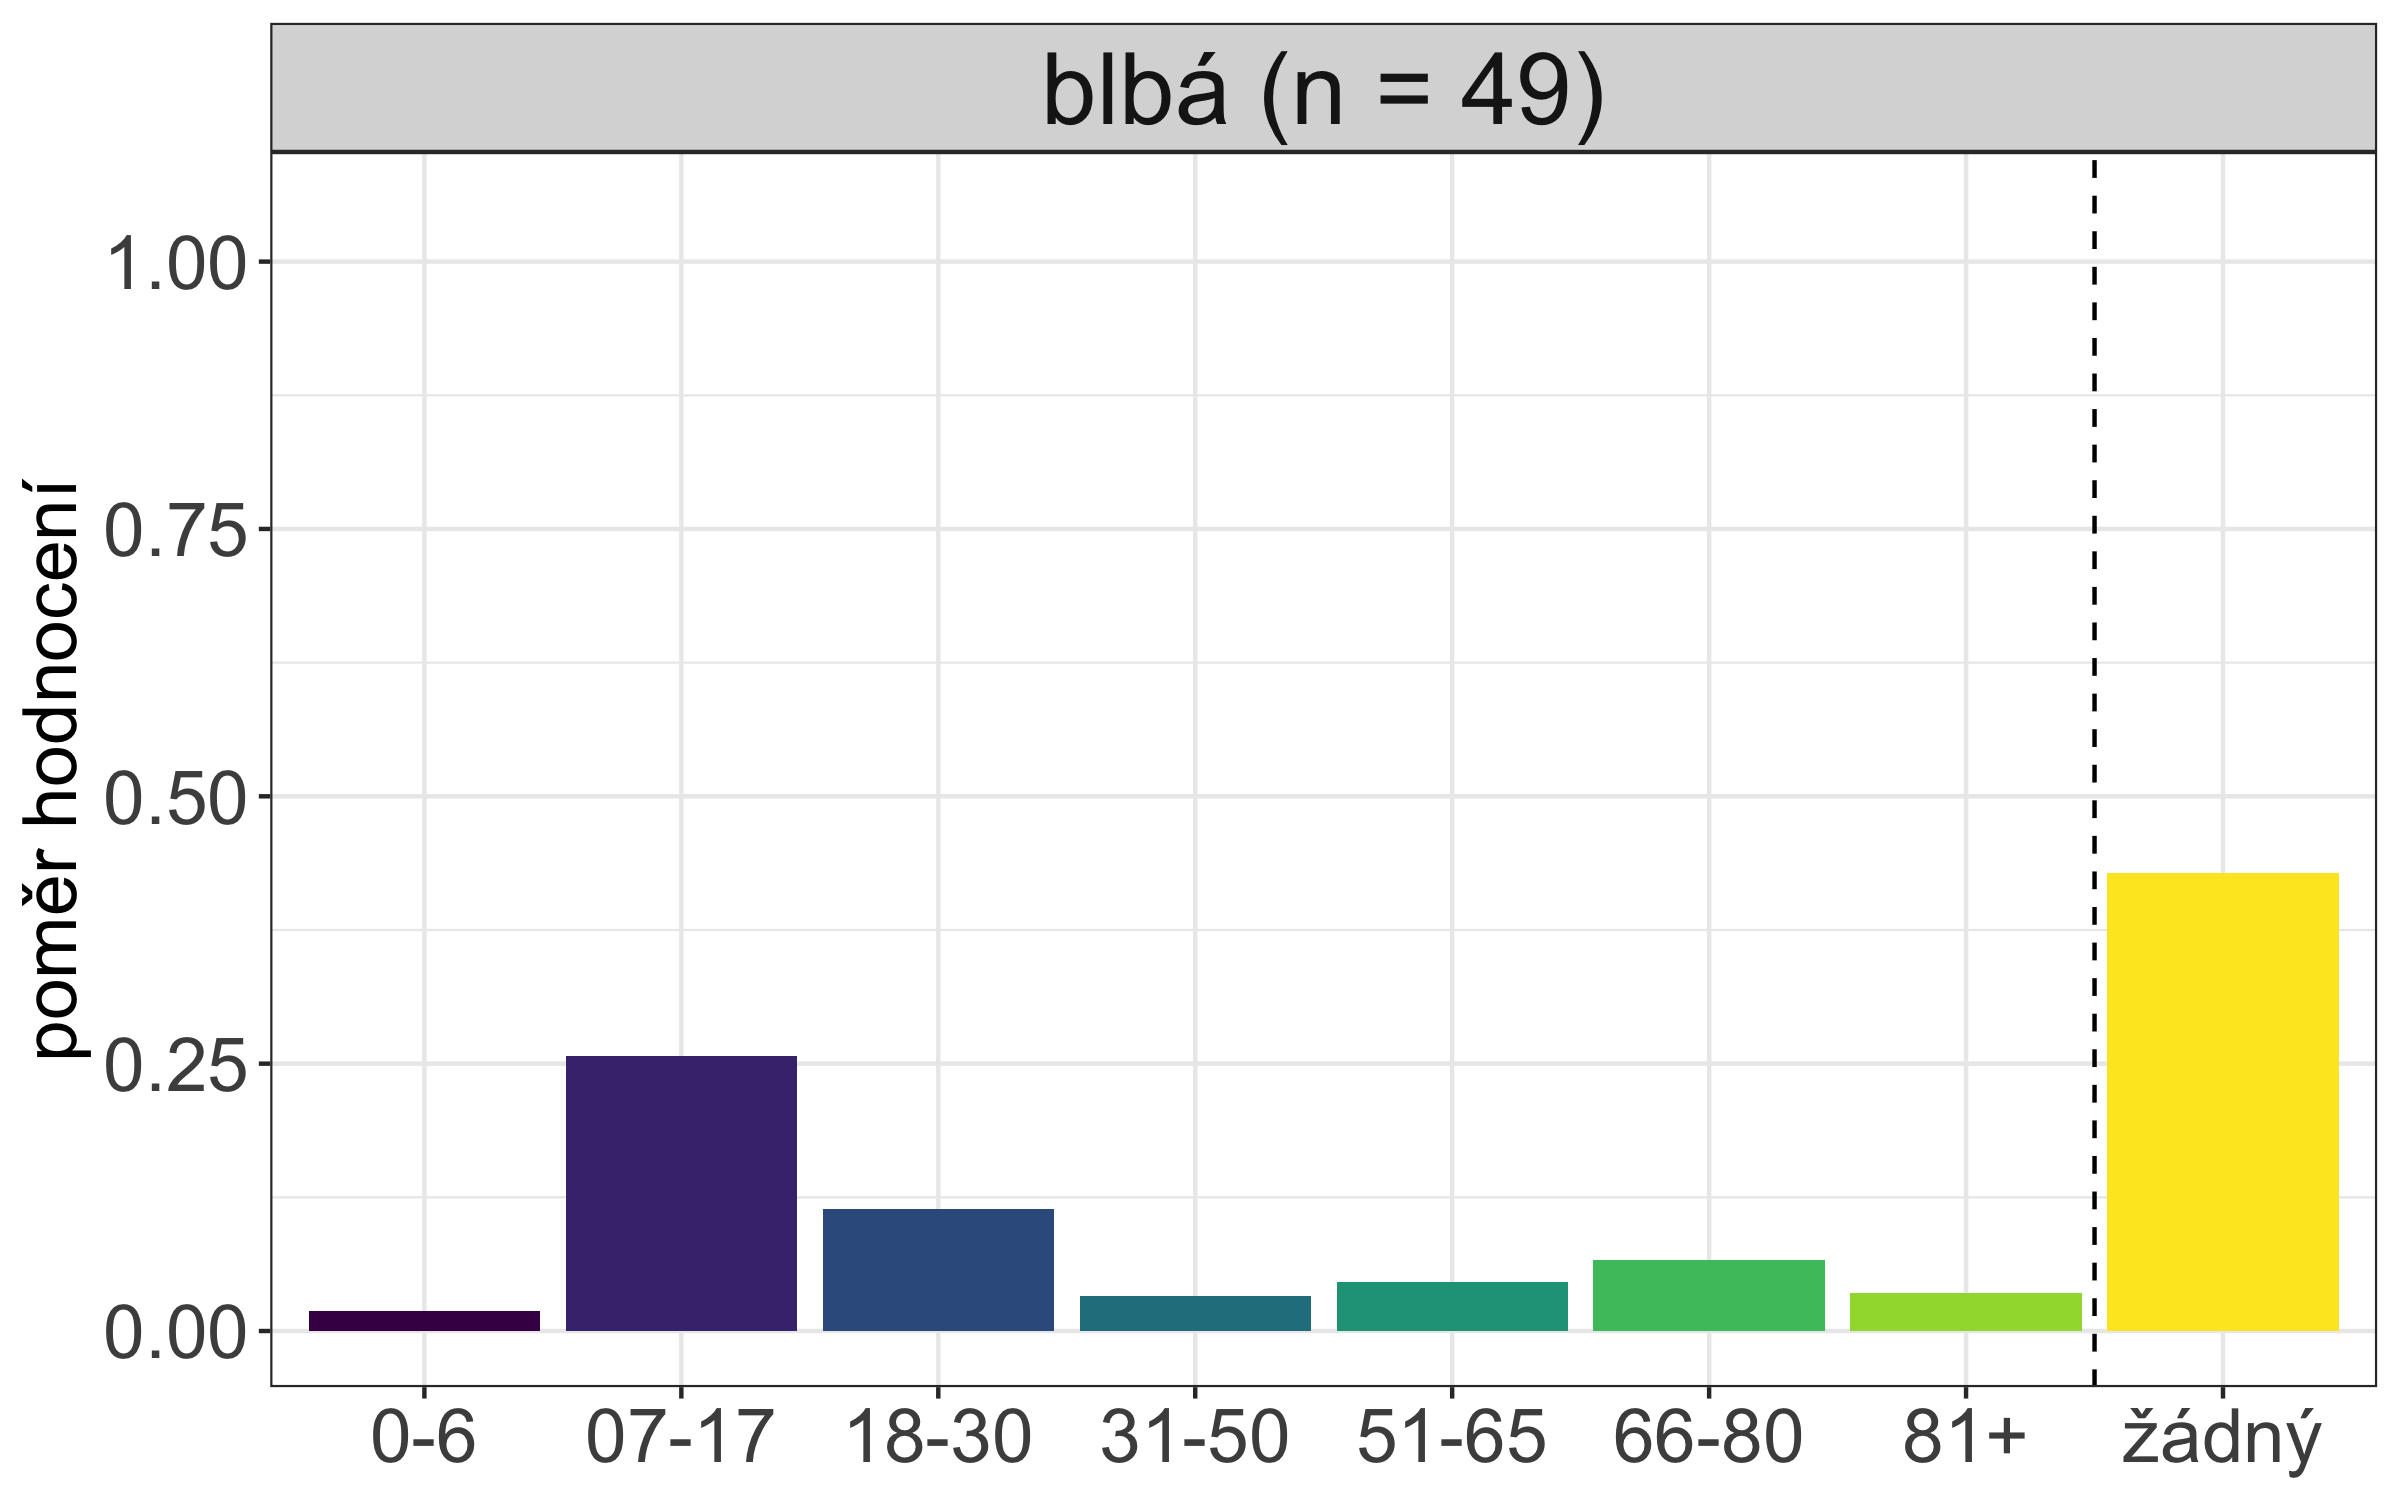 blbá (n = 49)
poměr hodnocení
1.00
0.75
0.50
0.25
0.00
0-6 07-17 18-30 31-50 51-65 66-80 81+ žádný